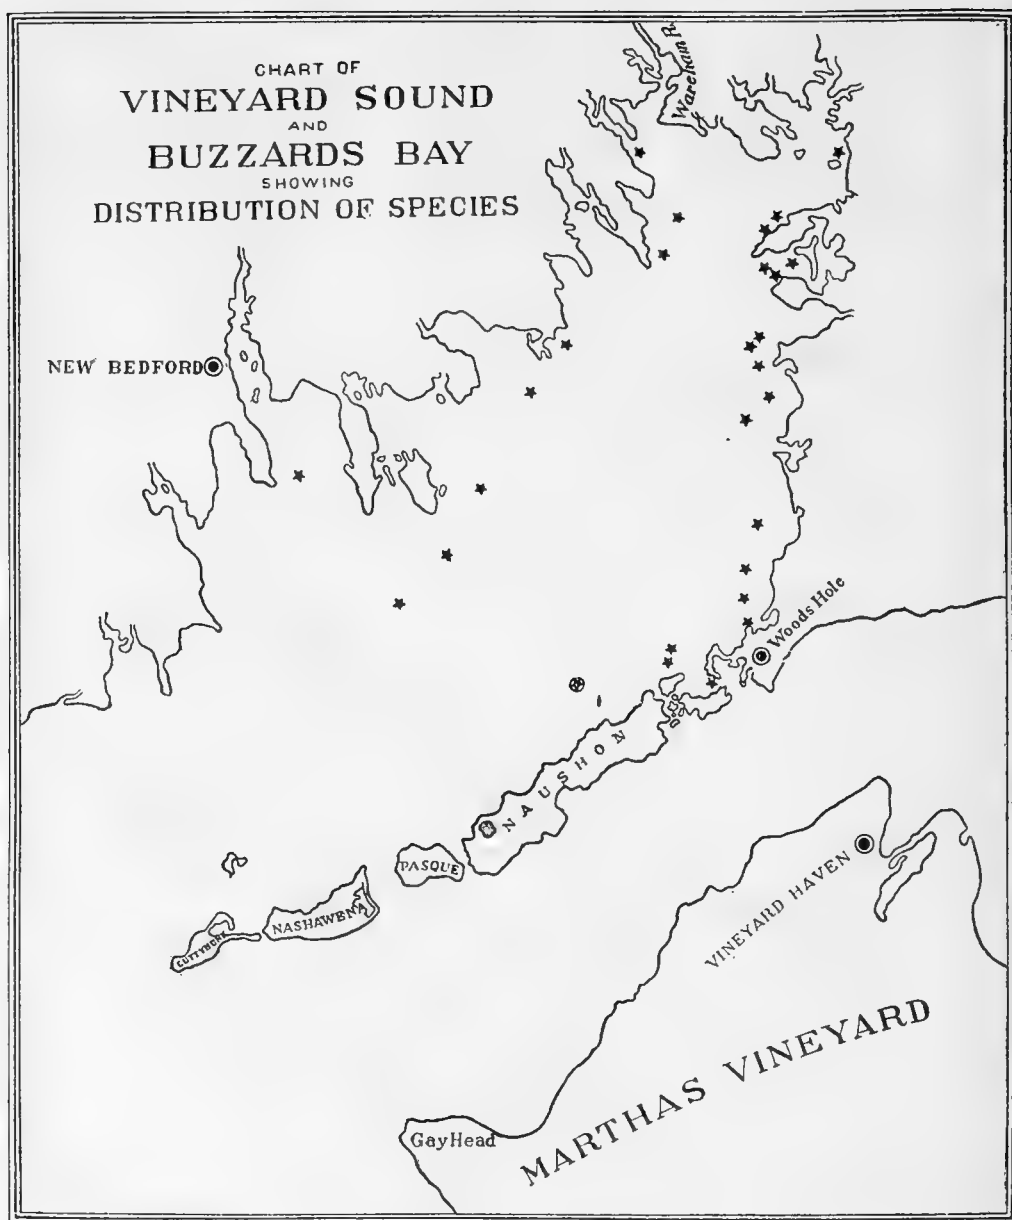 CHART OF
VINEYARD SOUND
AND
BUZZARDS BAY
SHOWING
DISTRIBUTION OF SPECIES
Wareham R.
NEW BEDFORD
Woods Hole
NAUSHON
PASQUE
NASHAWENA
CUTTYHUNK
VINEYARD HAVEN
MARTHAS VINEYARD
Gay Head